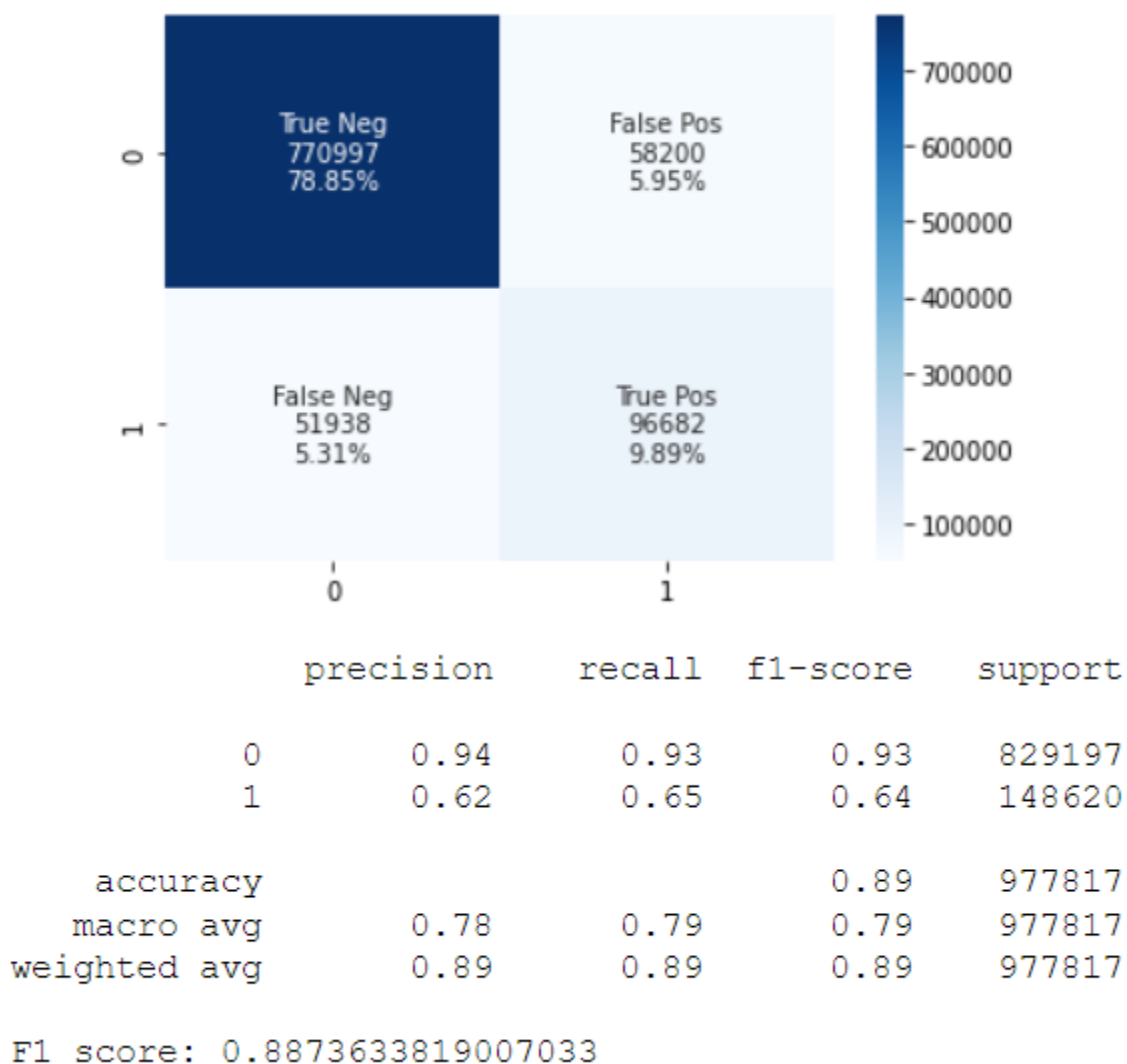 True Neg
770997
78.85%
False Pos
58200
5.95%
False Neg
51938
5.31%
True Pos
96682
9.89%
0
1
0
1
700000
600000
500000
400000
300000
200000
100000
precision recall f1-score support
0 0.94 0.93 0.93 829197
1 0.62 0.65 0.64 148620
accuracy 0.89 977817
macro avg 0.78 0.79 0.79 977817
weighted avg 0.89 0.89 0.89 977817
F1 score: 0.8873633819007033